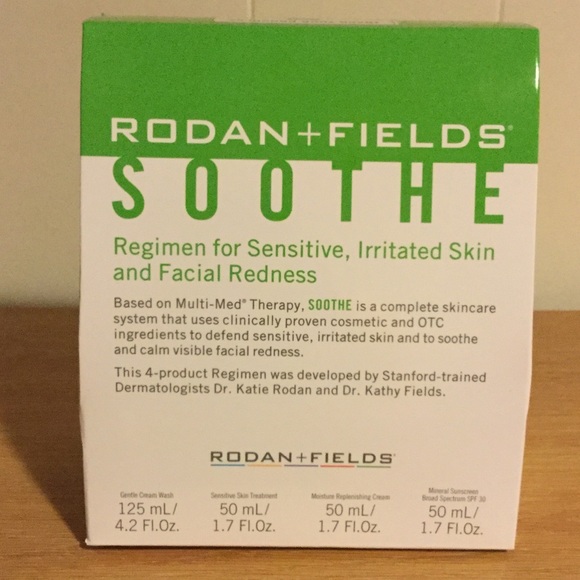 RODAN+FIELDS®
SOOTHE
Regimen for Sensitive, Irritated Skin
and Facial Redness
Based on Multi-Med® Therapy, SOOTHE is a complete skincare
system that uses clinically proven cosmetic and OTC
ingredients to defend sensitive, irritated skin and to soothe
and calm visible facial redness.
This 4-product Regimen was developed by Stanford-trained
Dermatologists Dr. Katie Rodan and Dr. Kathy Fields.
RODAN+FIELDS®
Gentle Cream Wash
125 mL/
4.2 Fl.Oz.
Sensitive Skin Treatment
50 mL/
1.7 Fl.Oz.
Moisture Replenishing Cream
50 mL/
1.7 Fl.Oz.
Mineral Sunscreen
Broad Spectrum SPF 30
50 mL/
1.7 Fl.Oz.